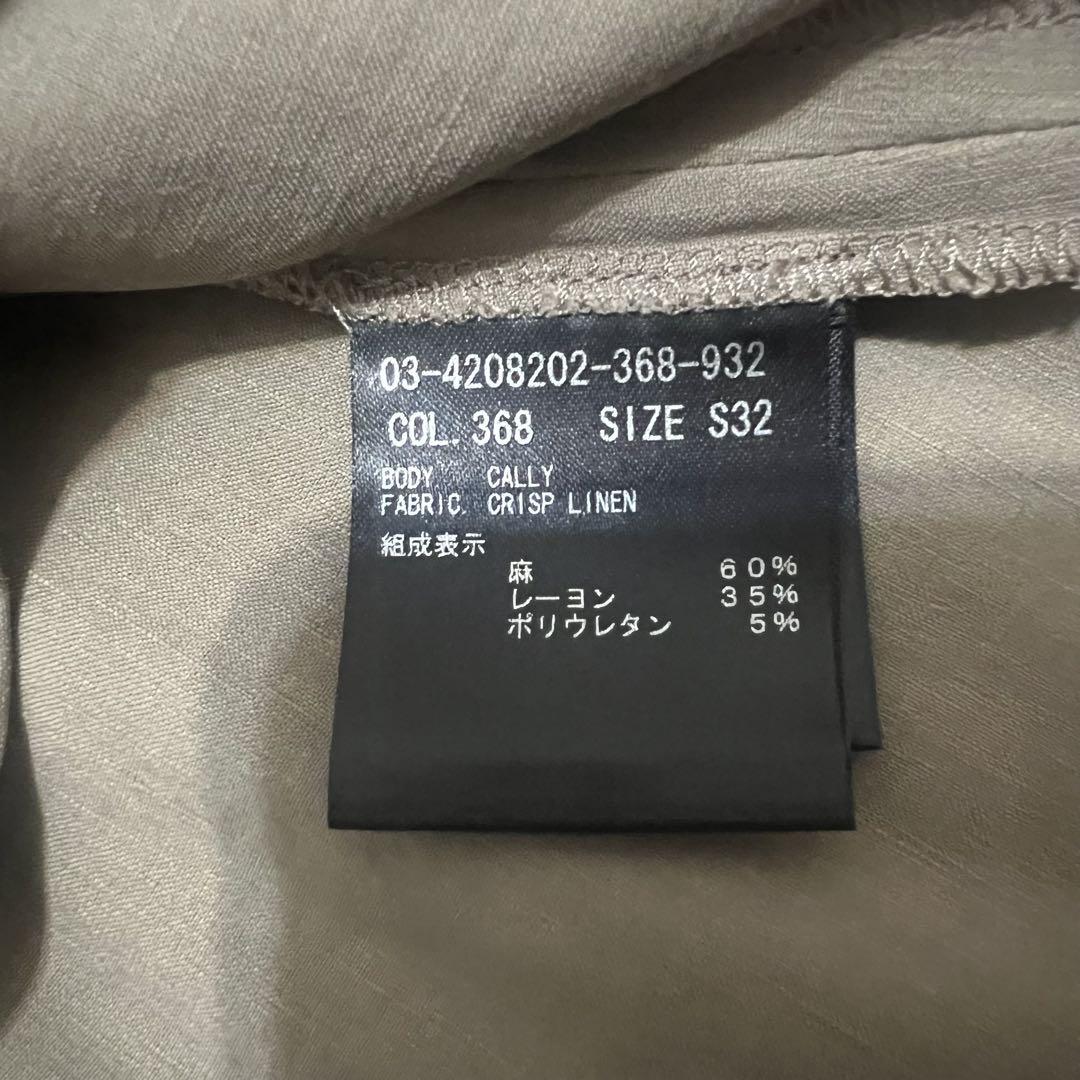 03-4208202-368-932
COL. 368 SIZE S32
BODY CALLY
FABRIC. CRISP LINEN
組成表示
麻 60%
レーヨン 35%
ポリウレタン 5%